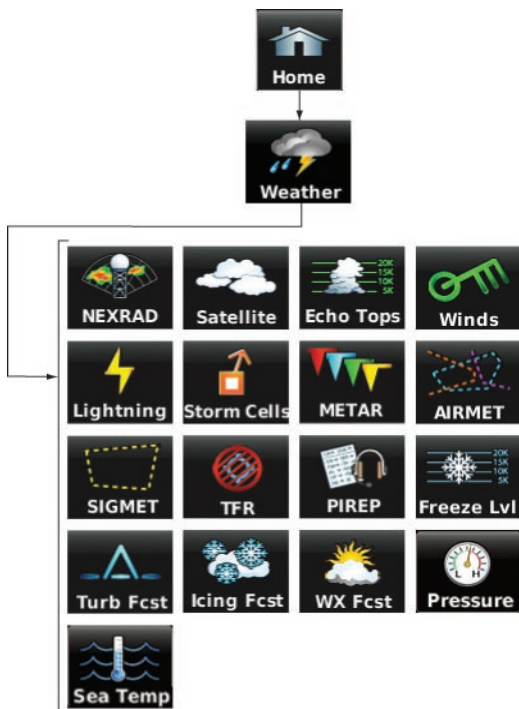 Home
Weather
NEXRAD
Satellite
20K
15K
10K
5K
Echo Tops
Winds
Lightning
Storm Cells
METAR
AIRMET
SIGMET
TFR
PIREP
20K
15K
10K
5K
Freeze Lvl
Turb Fcst
Icing Fcst
WX Fcst
L H
Pressure
Sea Temp